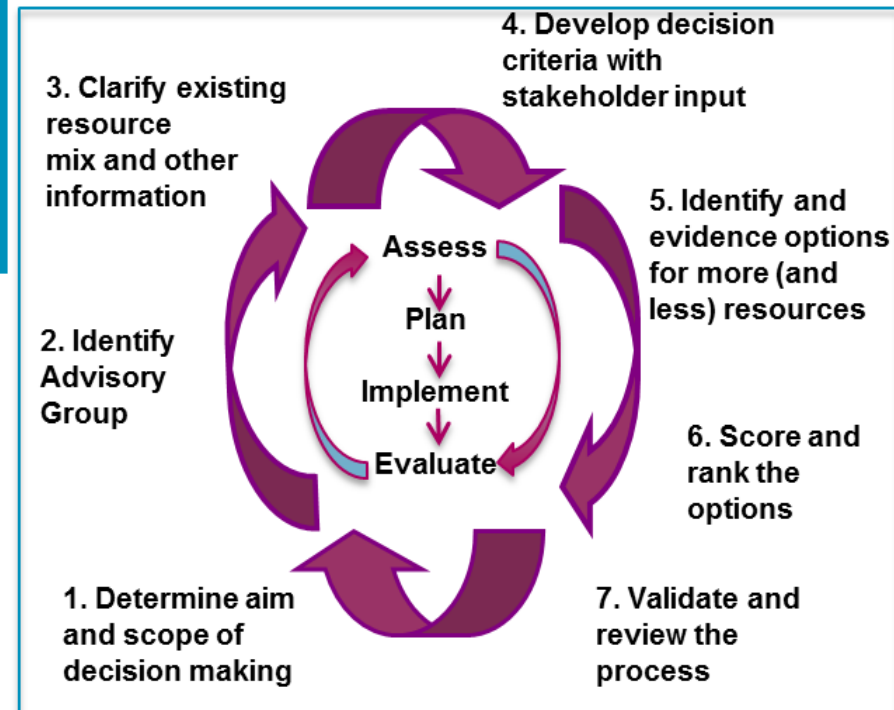 4. Develop decision
criteria with
stakeholder input
3. Clarify existing
resource
mix and other
information
5. Identify and
evidence options
for more (and
less) resources
Assess
Plan
Implement
Evaluate
2. Identify
Advisory
Group
6. Score and
rank the
options
1. Determine aim
and scope of
decision making
7. Validate and
review the
process